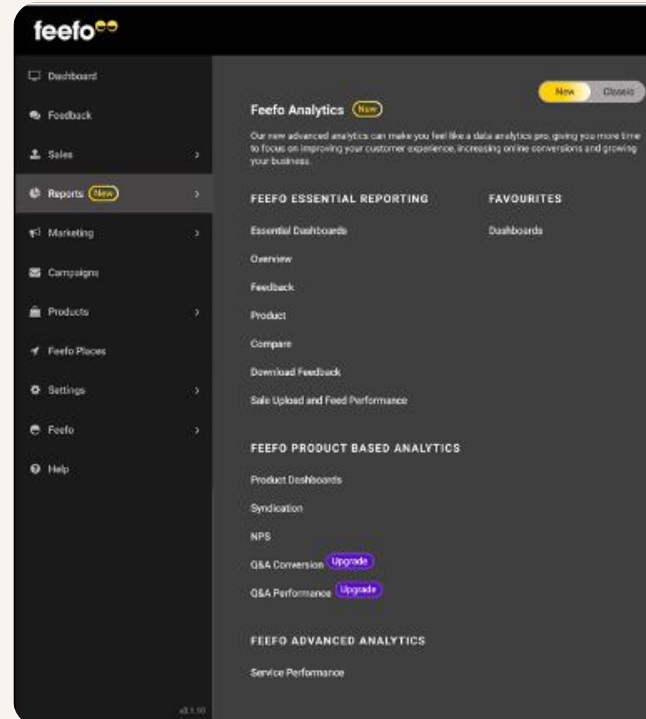 feefo
Dashboard
Feedback
Sales
Reports New
Marketing
Campaigns
Products
Feefo Places
Settings
Feefo
Help
v3.1.10
New Classic
Feefo Analytics New
Our new advanced analytics can make you feel like a data analytics pro, giving you more time
to focus on improving your customer experience, increasing online conversions and growing
your business.
FEEFO ESSENTIAL REPORTING
Essential Dashboards
Overview
Feedback
Product
Compare
Download Feedback
Sale Upload and Feed Performance
FAVOURITES
Dashboards
FEEFO PRODUCT BASED ANALYTICS
Product Dashboards
Syndication
NPS
Q&A Conversion Upgrade
Q&A Performance Upgrade
FEEFO ADVANCED ANALYTICS
Service Performance